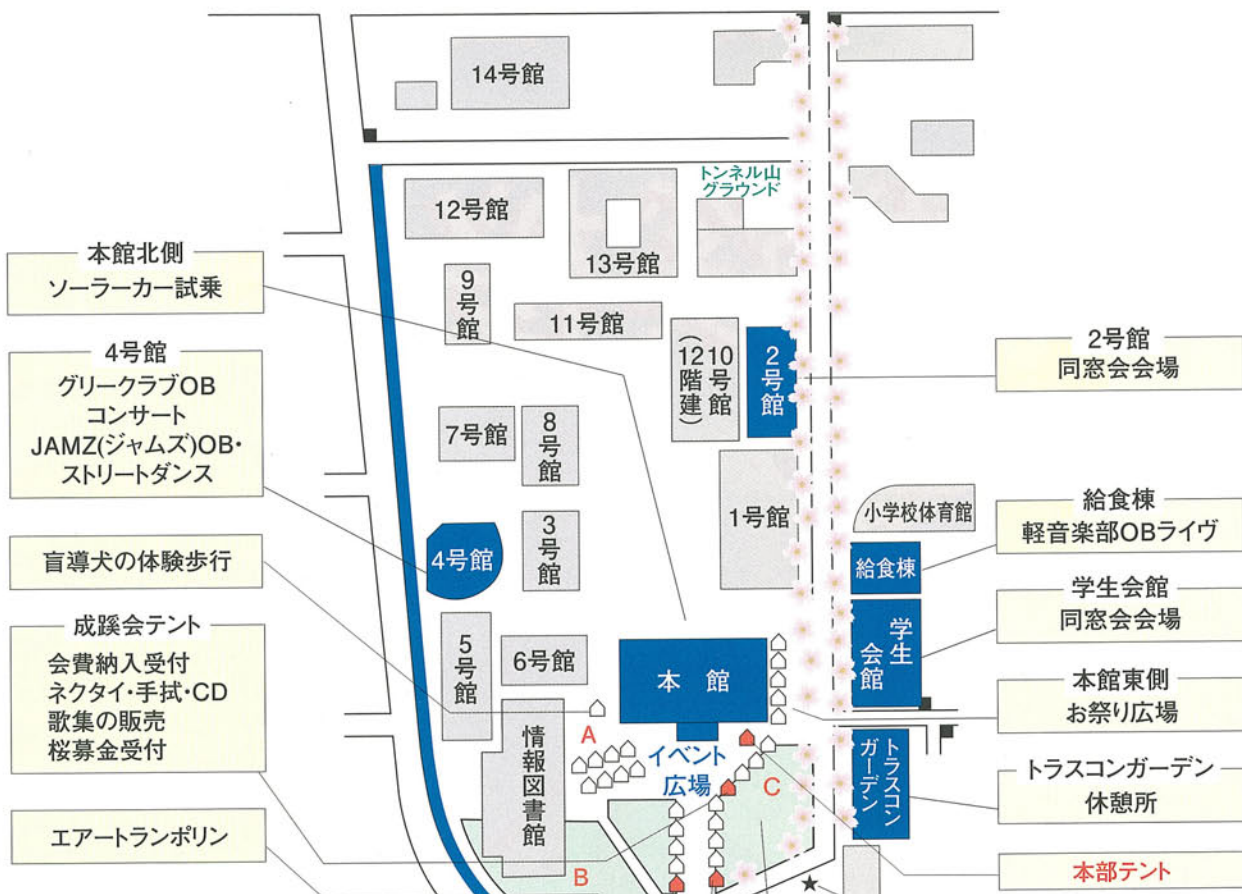 14号館
トンネル山
グラウンド
12号館
13号館
9号館
11号館
10号館
(12階建)
2号館
7号館
8号館
1号館
小学校体育館
3号館
4号館
給食棟
5号館
6号館
本館
学生
会館
情報図書館
A
イベント
広場
C
トラスコン
ガーデン
B
★
本館北側
ソーラーカー試乗
4号館
グリークラブOB
コンサート
JAMZ(ジャムズ)OB・
ストリートダンス
盲導犬の体験歩行
成蹊会テント
会費納入受付
ネクタイ・手拭・CD
歌集の販売
桜募金受付
エアートランポリン
2号館
同窓会会場
給食棟
軽音楽部OBライヴ
学生会館
同窓会会場
本館東側
お祭り広場
トラスコンガーデン
休憩所
本部テント